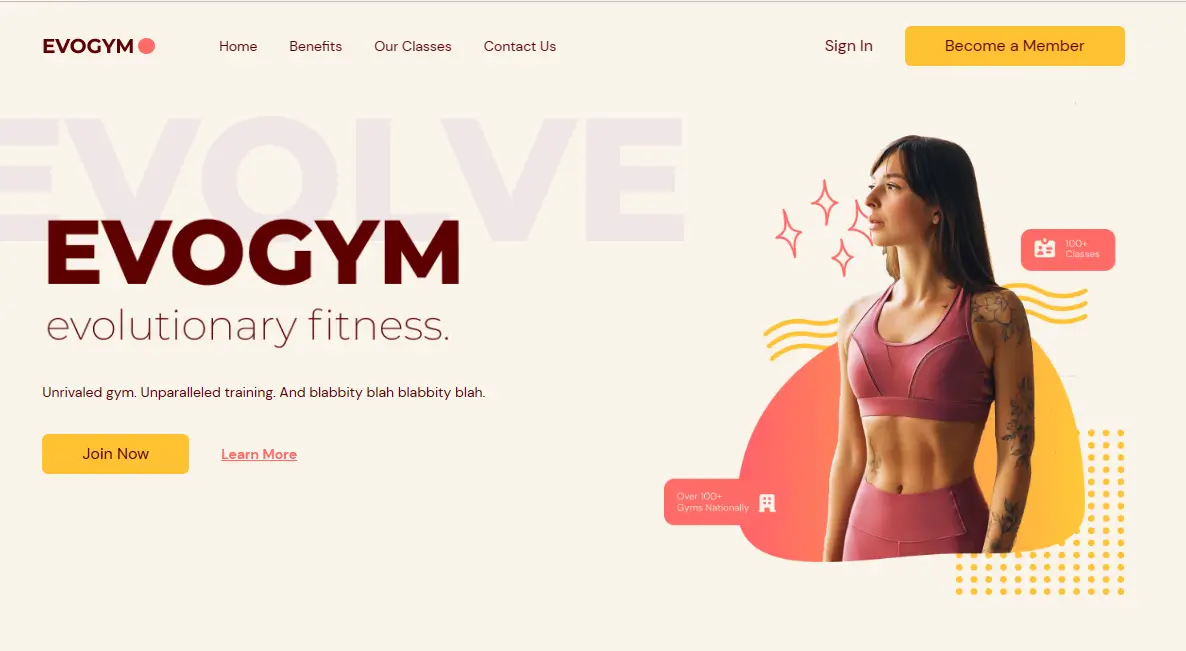 EVOGYM
Home
Benefits
Our Classes
Contact Us
Sign In
Become a Member
EVOLVE
EVOGYM
evolutionary fitness.
Unrivaled gym. Unparalleled training. And blabbity blah blabbity blah.
Join Now
Learn More
100+
Classes
Over 100+
Gyms Nationally